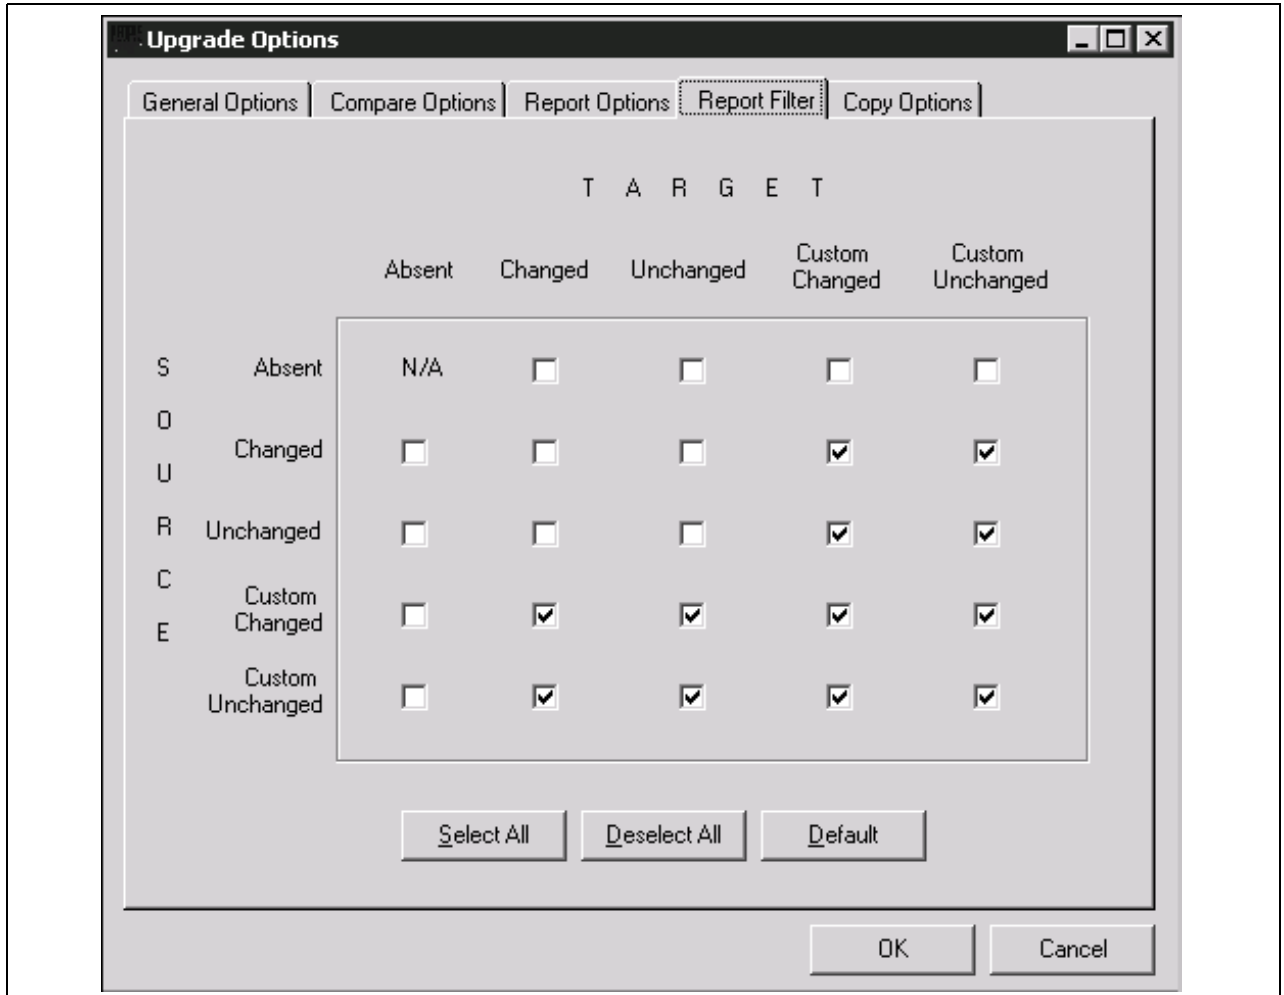 Upgrade Options
General Options
Compare Options
Report Options
Report Filter
Copy Options
T A R G E T
Absent
Changed
Unchanged
Custom
Changed
Custom
Unchanged
S O U R C E
Absent
N/A
Changed
Unchanged
Custom
Changed
Custom
Unchanged
Select All
Deselect All
Default
OK
Cancel